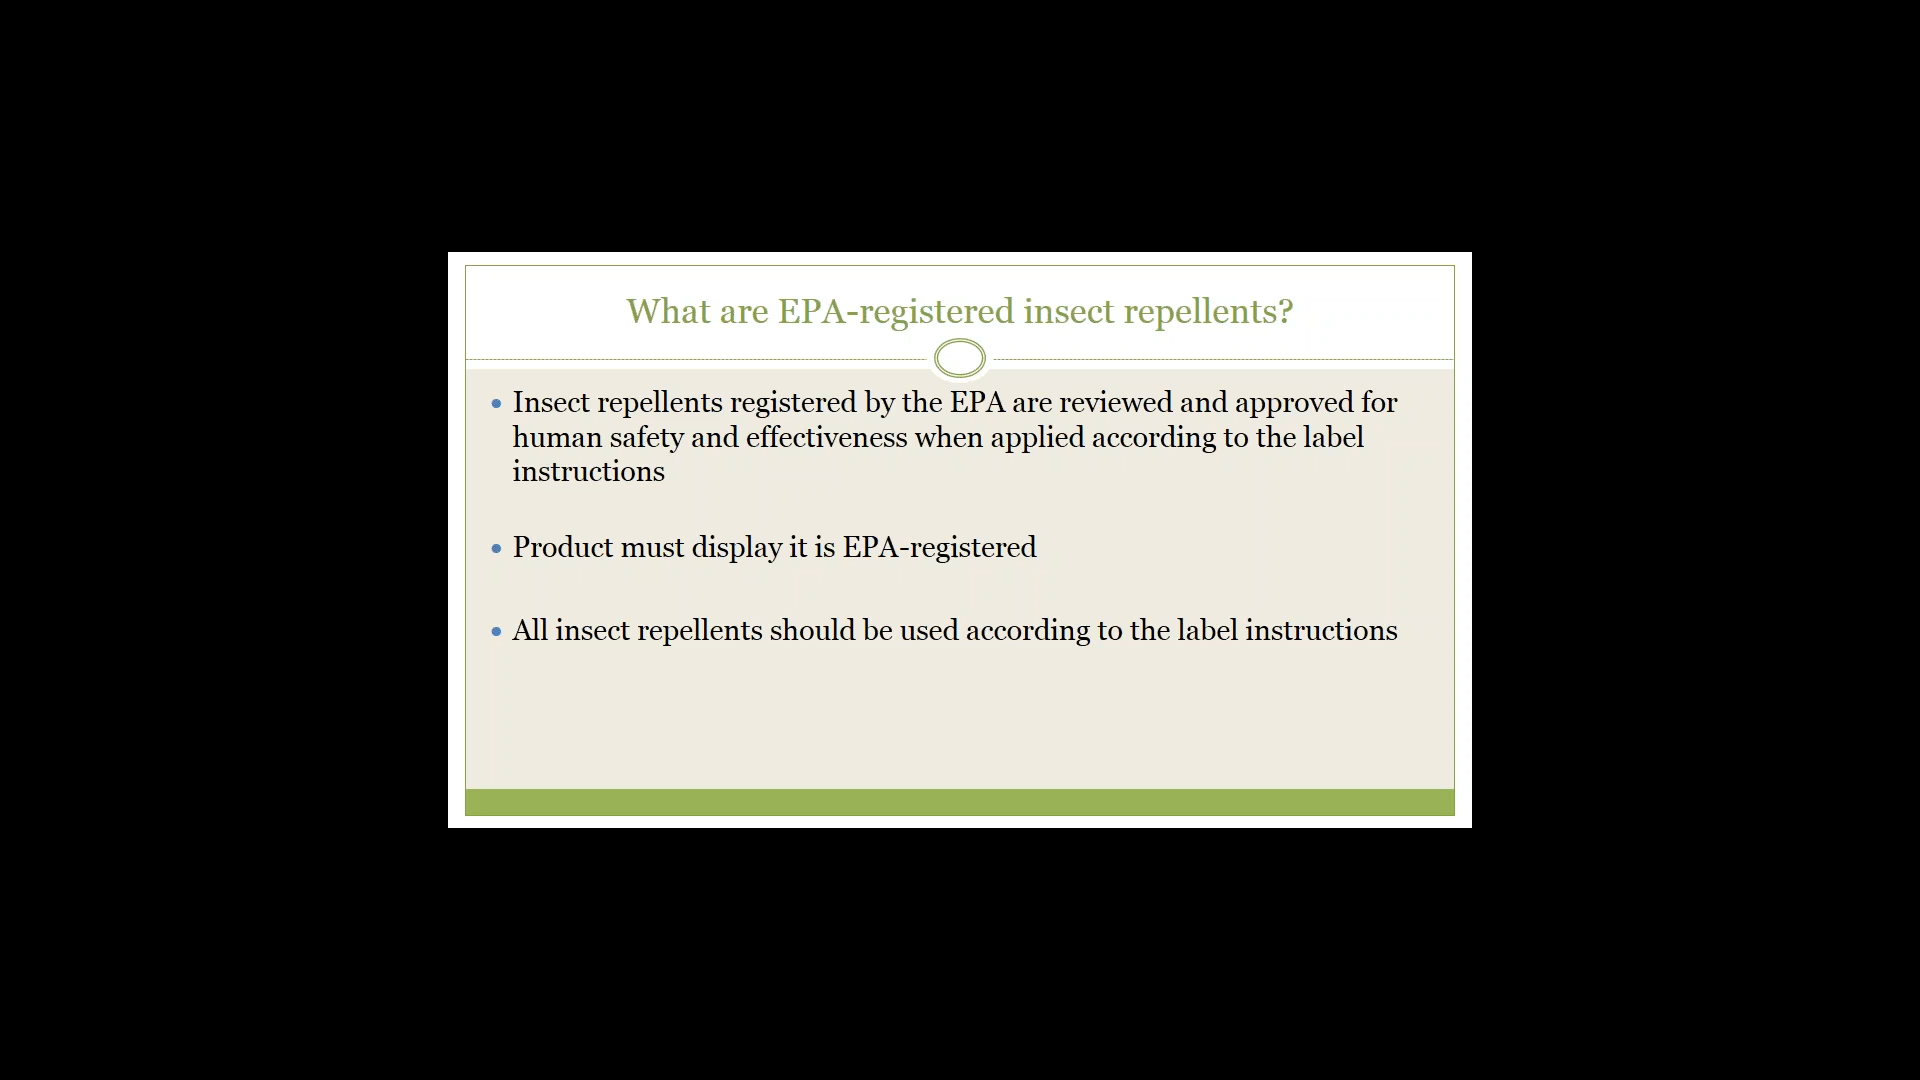 What are EPA-registered insect repellents?
• Insect repellents registered by the EPA are reviewed and approved for
human safety and effectiveness when applied according to the label
instructions
• Product must display it is EPA-registered
• All insect repellents should be used according to the label instructions